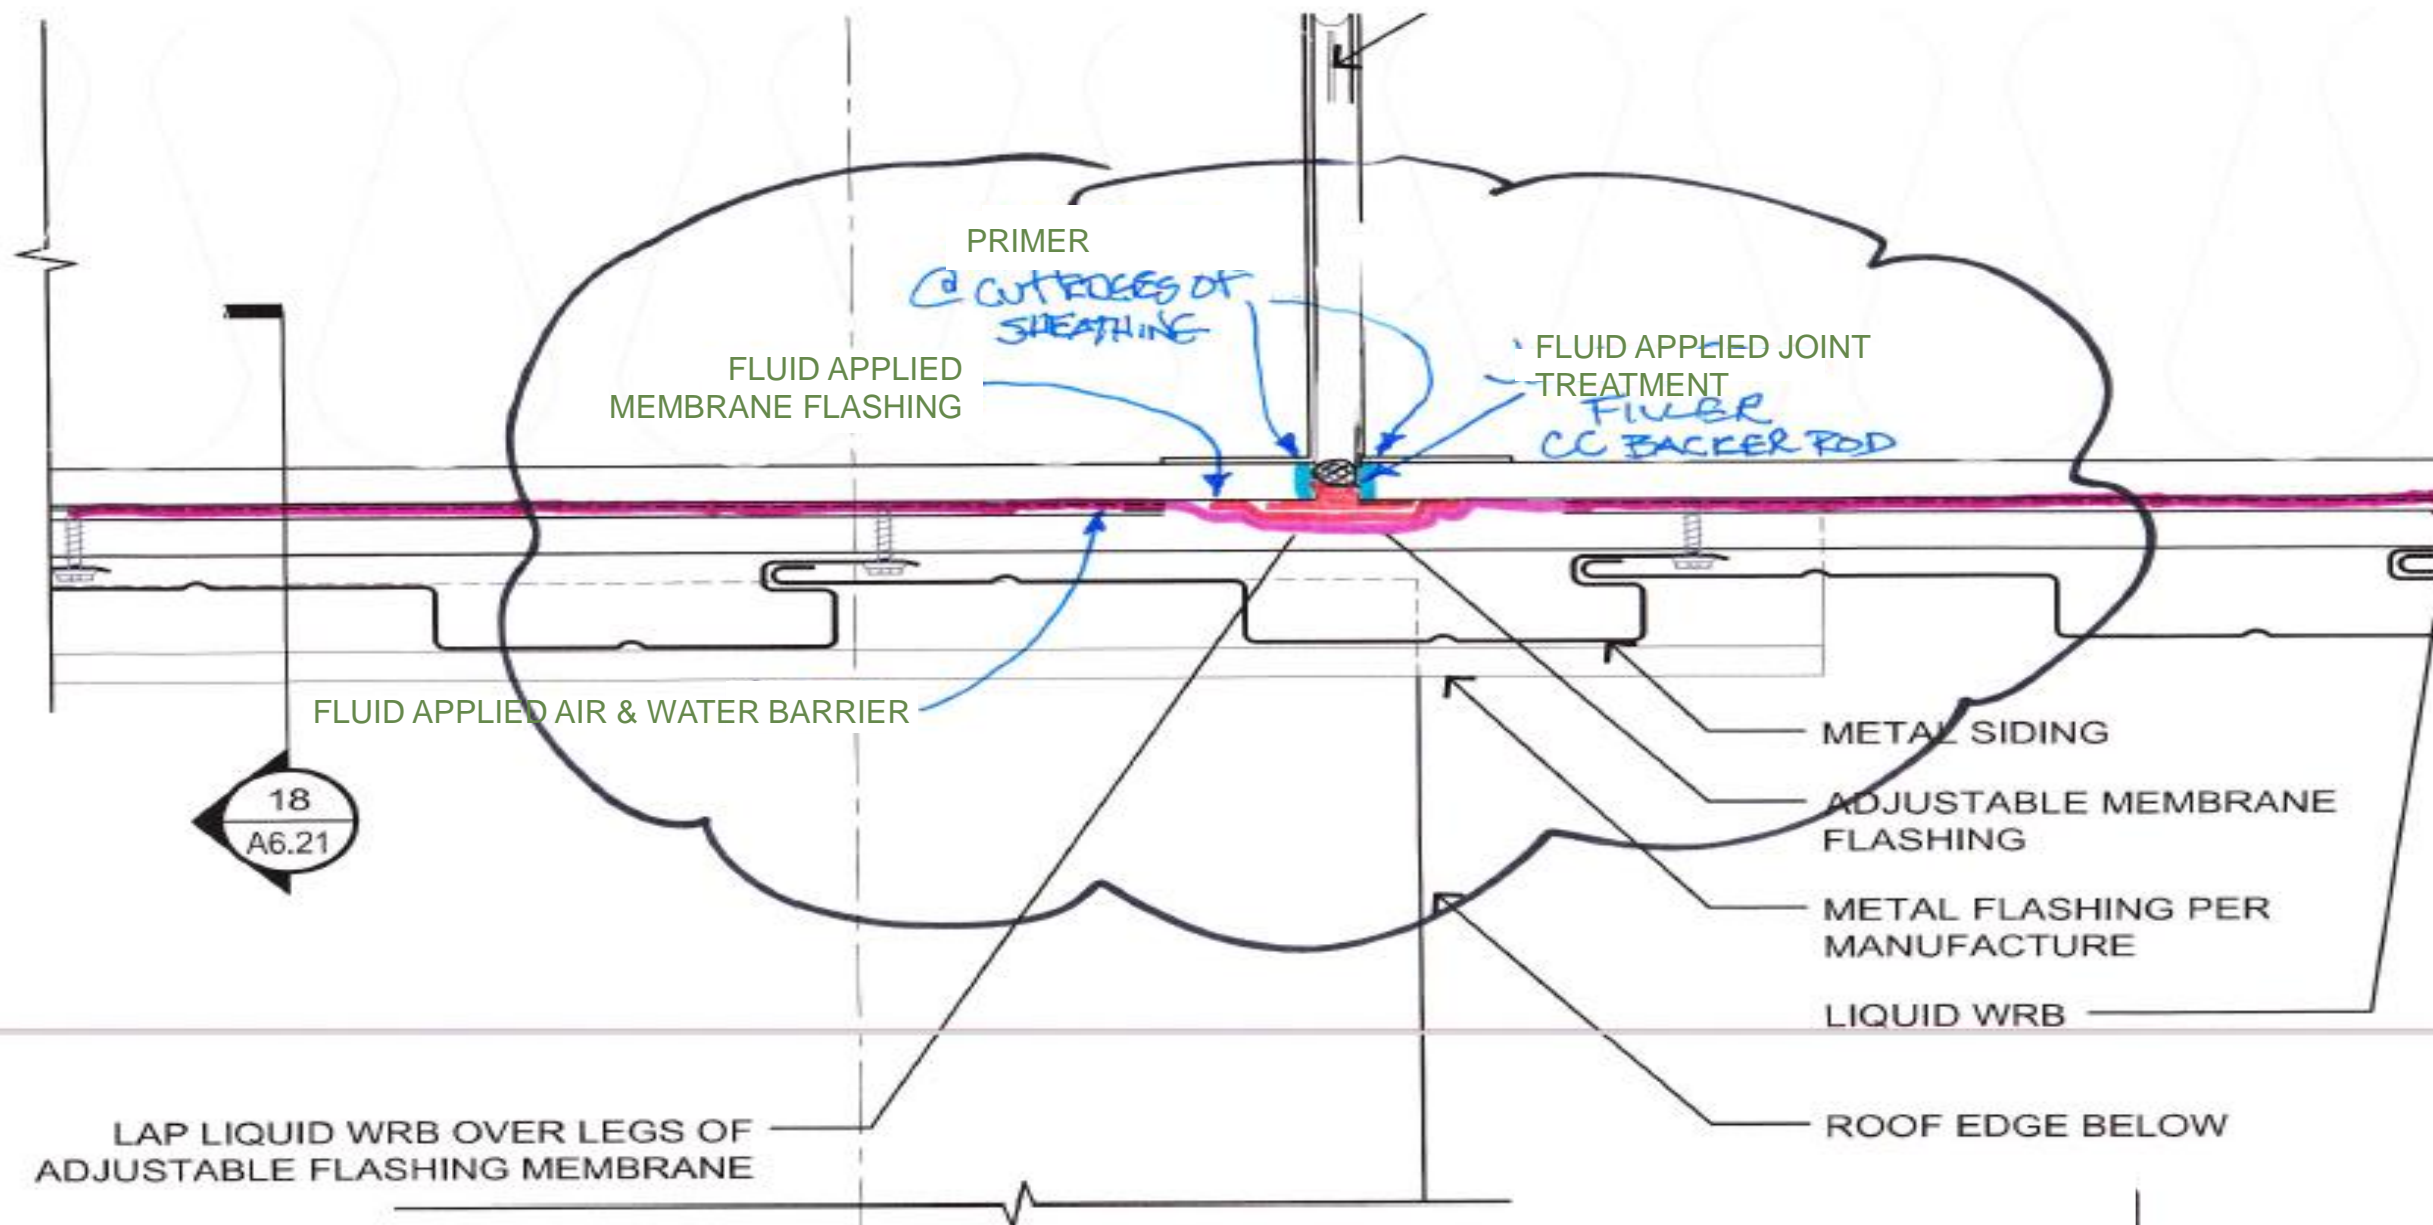 PRIMER
@ CUT EDGES OF
SHEATHING
FLUID APPLIED
MEMBRANE FLASHING
FLUID APPLIED JOINT
TREATMENT
FILLER
CC BACKER ROD
FLUID APPLIED AIR & WATER BARRIER
18
A6.21
METAL SIDING
ADJUSTABLE MEMBRANE
FLASHING
METAL FLASHING PER
MANUFACTURE
LIQUID WRB
LAP LIQUID WRB OVER LEGS OF
ADJUSTABLE FLASHING MEMBRANE
ROOF EDGE BELOW